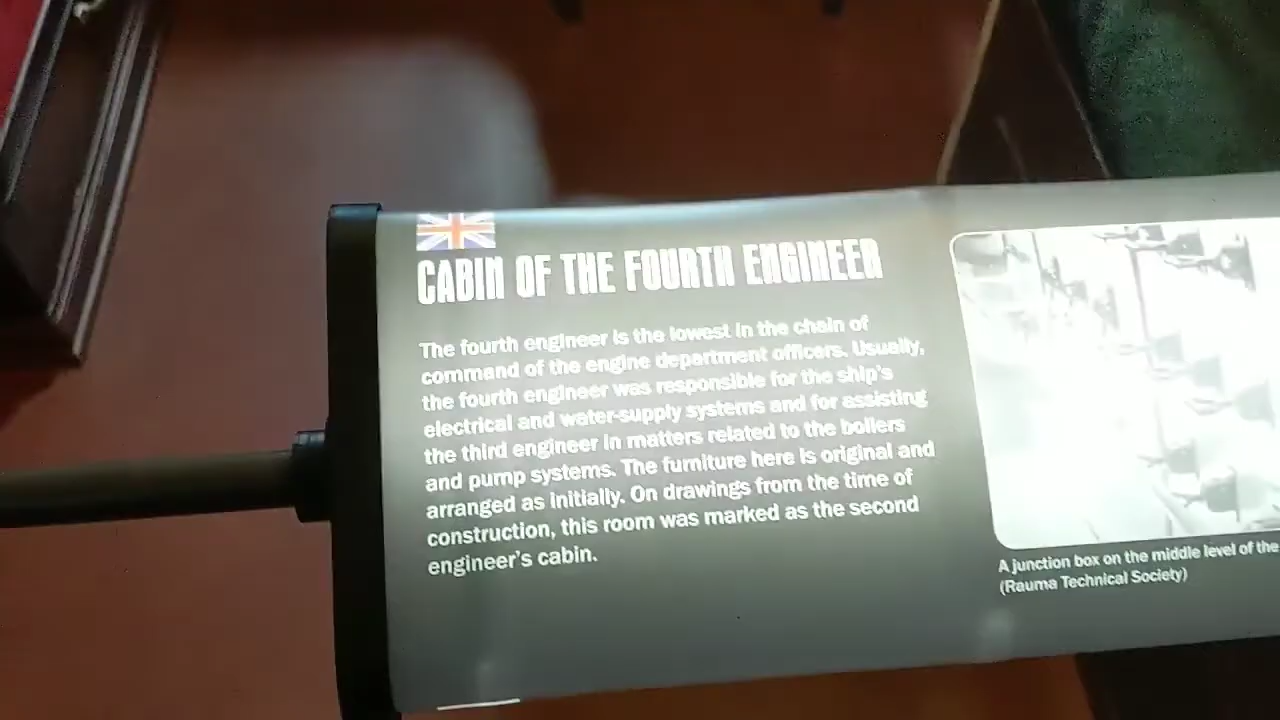 CABIN OF THE FOURTH ENGINEER
The fourth engineer is the lowest in the chain of
command of the engine department officers. Usually,
the fourth engineer was responsible for the ship's
electrical and water-supply systems and for assisting
the third engineer in matters related to the boilers
and pump systems. The furniture here is original and
arranged as initially. On drawings from the time of
construction, this room was marked as the second
engineer's cabin.
A junction box on the middle level of the
(Rauma Technical Society)